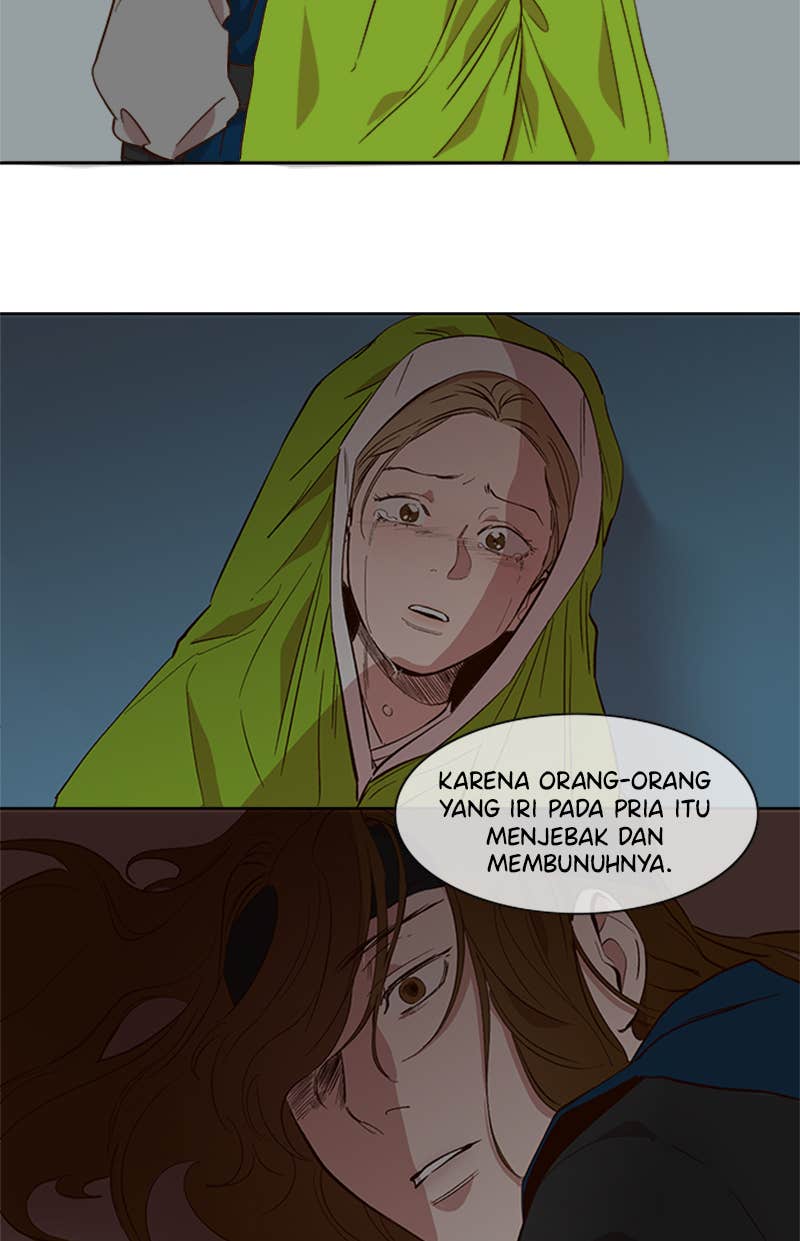 KARENA ORANG-ORANG
YANG IRI PADA PRIA ITU
MENJEBAK DAN
MEMBUNUHNYA.